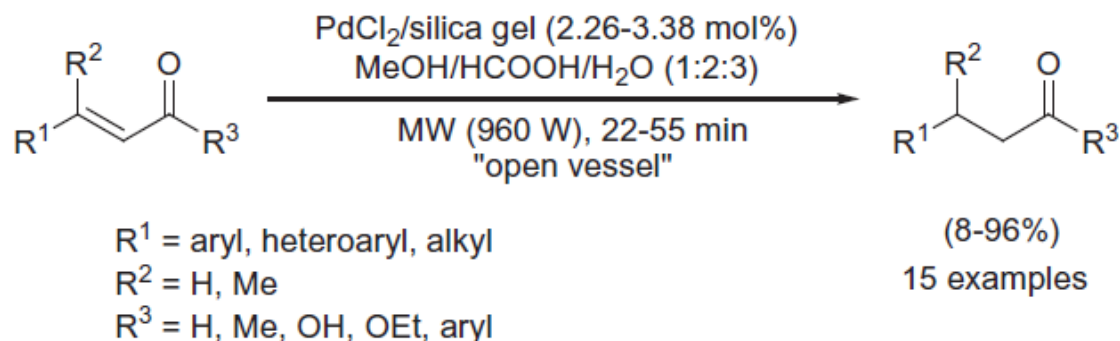 PdCl₂/silica gel (2.26-3.38 mol%)
MeOH/HCOOH/H₂O (1:2:3)
MW (960 W), 22-55 min
"open vessel"
R² O
R¹ R³
R² O
R¹ R³
R¹ = aryl, heteroaryl, alkyl
R² = H, Me
R³ = H, Me, OH, OEt, aryl
(8-96%)
15 examples